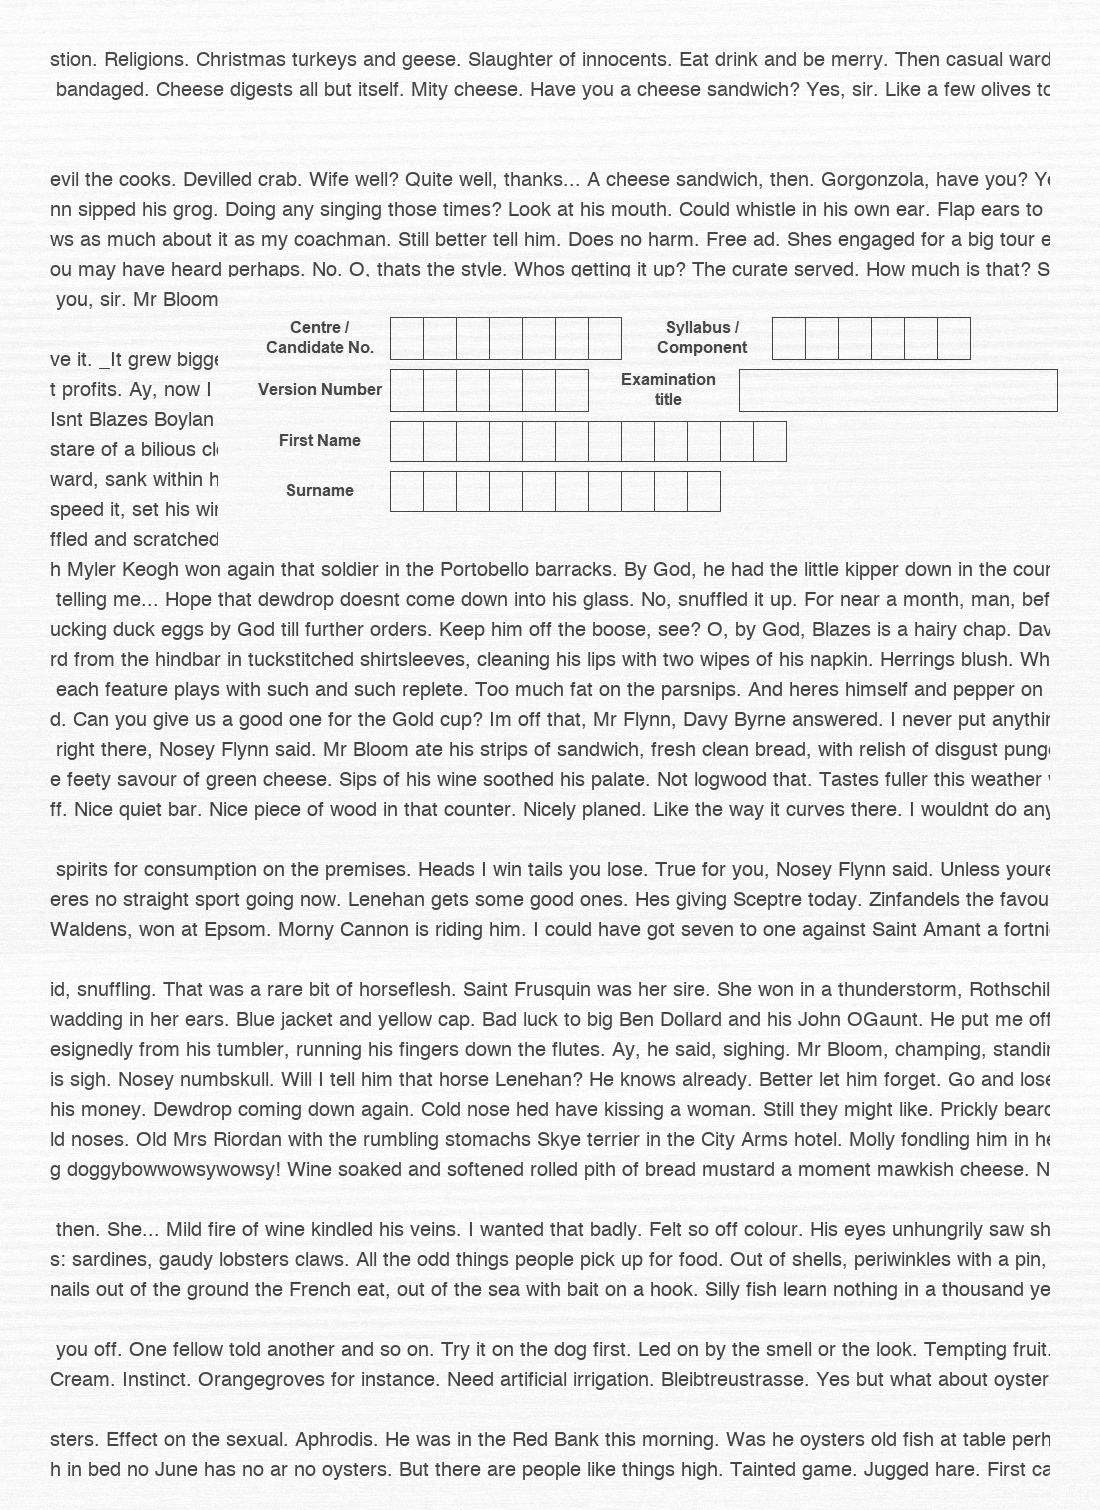 stion. Religions. Christmas turkeys and geese. Slaughter of innocents. Eat drink and be merry. Then casual ward
bandaged. Cheese digests all but itself. Mity cheese. Have you a cheese sandwich? Yes, sir. Like a few olives to
evil the cooks. Devilled crab. Wife well? Quite well, thanks... A cheese sandwich, then. Gorgonzola, have you? Ye
nn sipped his grog. Doing any singing those times? Look at his mouth. Could whistle in his own ear. Flap ears to
ws as much about it as my coachman. Still better tell him. Does no harm. Free ad. Shes engaged for a big tour e
ou may have heard perhaps. No. O, thats the style. Whos getting it up? The curate served. How much is that? S
you, sir. Mr Bloom
Centre / Candidate No.
Syllabus / Component
ve it. _It grew bigge
t profits. Ay, now I
Version Number
Examination title
Isnt Blazes Boylan
stare of a bilious clo
First Name
ward, sank within h
Surname
speed it, set his win
ffled and scratched
h Myler Keogh won again that soldier in the Portobello barracks. By God, he had the little kipper down in the cour
telling me... Hope that dewdrop doesnt come down into his glass. No, snuffled it up. For near a month, man, bef
ucking duck eggs by God till further orders. Keep him off the boose, see? O, by God, Blazes is a hairy chap. Dav
rd from the hindbar in tuckstitched shirtsleeves, cleaning his lips with two wipes of his napkin. Herrings blush. Wh
each feature plays with such and such replete. Too much fat on the parsnips. And heres himself and pepper on
d. Can you give us a good one for the Gold cup? Im off that, Mr Flynn, Davy Byrne answered. I never put anythin
right there, Nosey Flynn said. Mr Bloom ate his strips of sandwich, fresh clean bread, with relish of disgust punge
e feety savour of green cheese. Sips of his wine soothed his palate. Not logwood that. Tastes fuller this weather
ff. Nice quiet bar. Nice piece of wood in that counter. Nicely planed. Like the way it curves there. I wouldnt do any
spirits for consumption on the premises. Heads I win tails you lose. True for you, Nosey Flynn said. Unless youre
eres no straight sport going now. Lenehan gets some good ones. Hes giving Sceptre today. Zinfandels the favou
Waldens, won at Epsom. Morny Cannon is riding him. I could have got seven to one against Saint Amant a fortni
id, snuffling. That was a rare bit of horseflesh. Saint Frusquin was her sire. She won in a thunderstorm, Rothschil
wadding in her ears. Blue jacket and yellow cap. Bad luck to big Ben Dollard and his John OGaunt. He put me off
esignedly from his tumbler, running his fingers down the flutes. Ay, he said, sighing. Mr Bloom, champing, standin
is sigh. Nosey numbskull. Will I tell him that horse Lenehan? He knows already. Better let him forget. Go and lose
his money. Dewdrop coming down again. Cold nose hed have kissing a woman. Still they might like. Prickly beard
ld noses. Old Mrs Riordan with the rumbling stomachs Skye terrier in the City Arms hotel. Molly fondling him in he
g doggybowwowsywowsy! Wine soaked and softened rolled pith of bread mustard a moment mawkish cheese. N
then. She... Mild fire of wine kindled his veins. I wanted that badly. Felt so off colour. His eyes unhungrily saw sh
s: sardines, gaudy lobsters claws. All the odd things people pick up for food. Out of shells, periwinkles with a pin,
nails out of the ground the French eat, out of the sea with bait on a hook. Silly fish learn nothing in a thousand ye
you off. One fellow told another and so on. Try it on the dog first. Led on by the smell or the look. Tempting fruit.
Cream. Instinct. Orangegroves for instance. Need artificial irrigation. Bleibtreustrasse. Yes but what about oyster
sters. Effect on the sexual. Aphrodis. He was in the Red Bank this morning. Was he oysters old fish at table perh
h in bed no June has no ar no oysters. But there are people like things high. Tainted game. Jugged hare. First ca